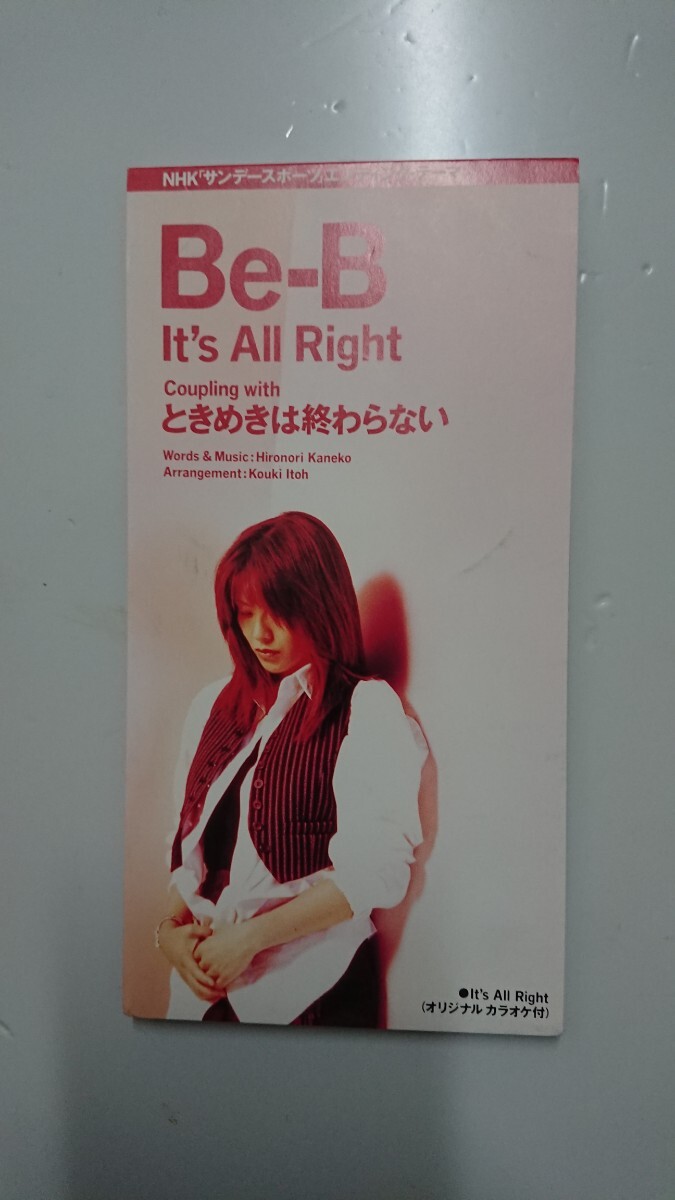 NHK「サンデースポーツ」エ
Be-B
It's All Right
Coupling with
ときめきは終わらない
Words & Music:Hironori Kaneko
Arrangement:Kouki Itoh
●It's All Right
(オリジナル カラオケ付)